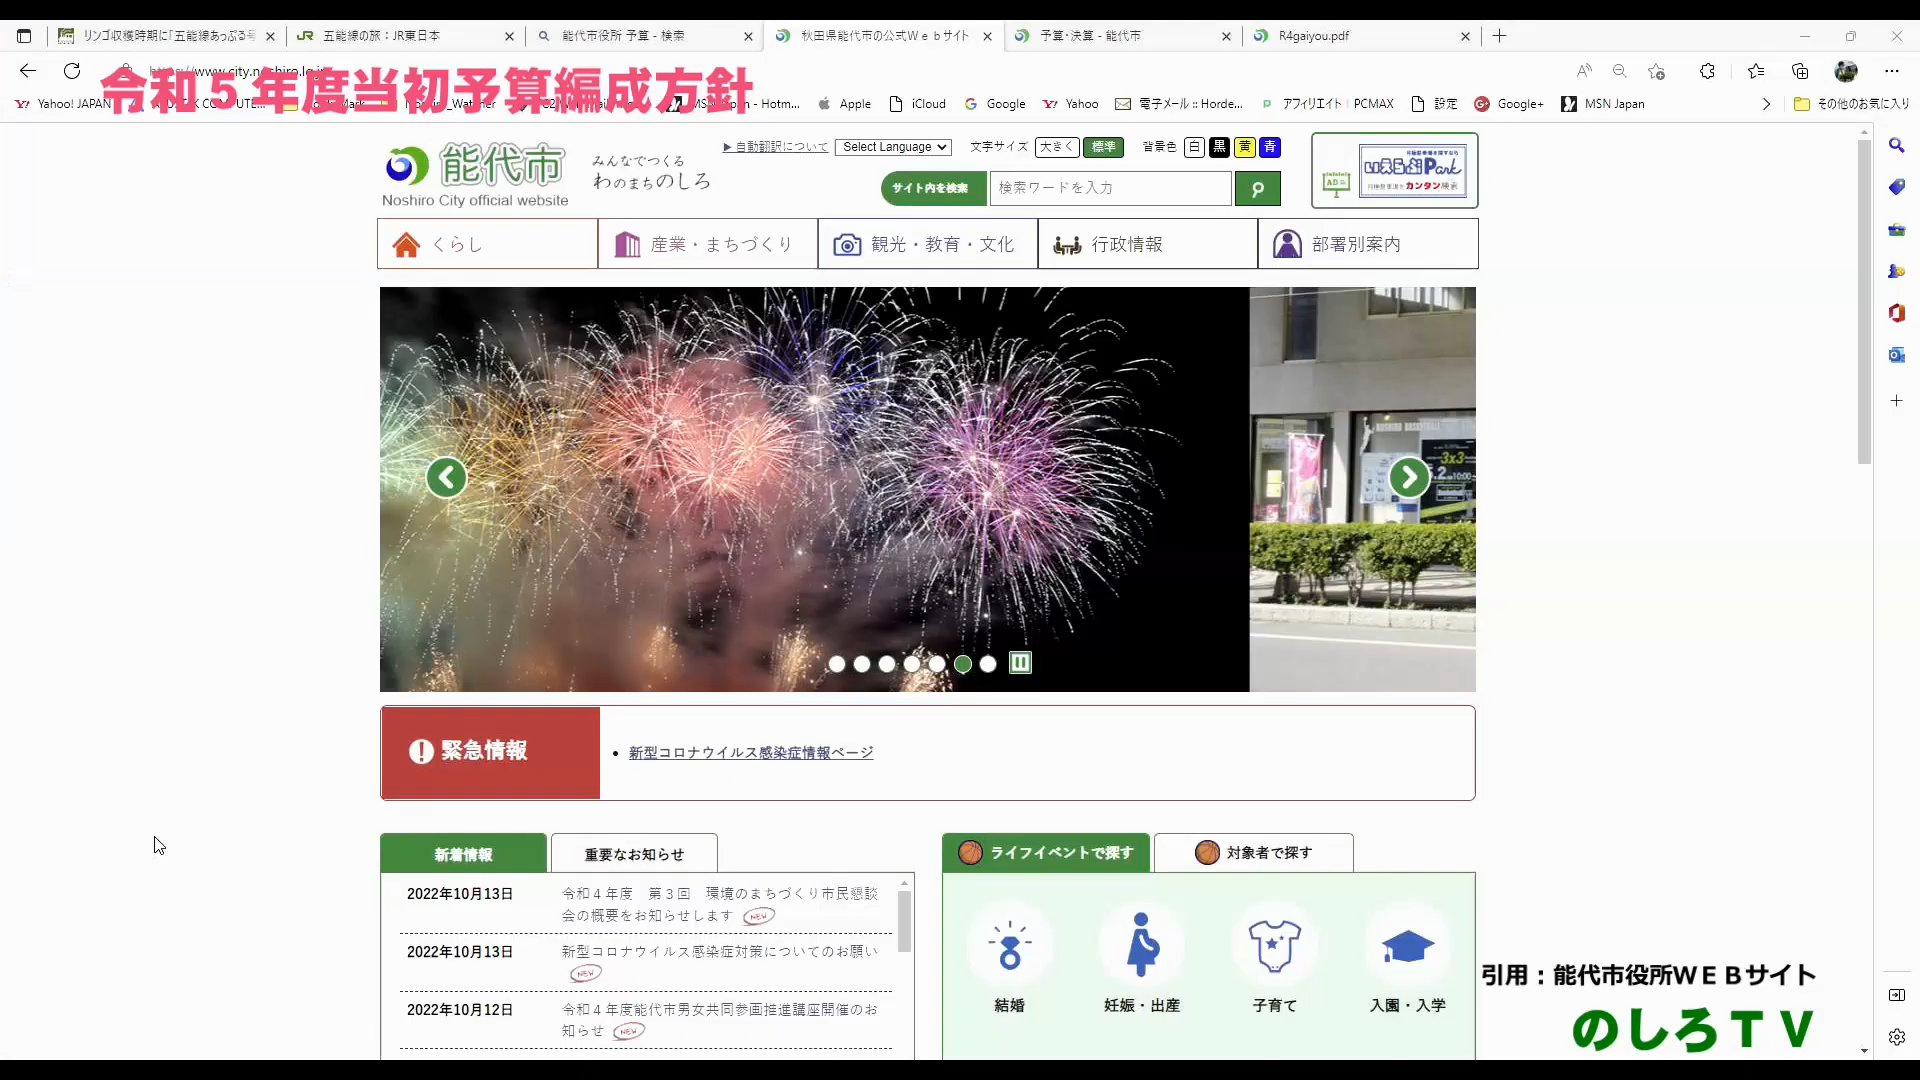 リンゴ収穫時期に「五能線あっぷる号
五能線の旅：JR東日本
能代市役所 予算 - 検索
秋田県能代市の公式Ｗｅｂサイト
予算・決算 - 能代市
R4gaiyou.pdf
www.city.noshiro.lg.jp
令和５年度当初予算編成方針
Yahoo! JAPAN
Apple
iCloud
Google
Yahoo
電子メール :: Horde...
アフィリエイト｜PCMAX
設定
Google+
MSN Japan
その他のお気に入り
能代市
Noshiro City official website
みんなでつくる
わのまちのしろ
▶自動翻訳について
Select Language
文字サイズ
大きく
標準
背景色
白
黒
黄
青
サイト内を検索
検索ワードを入力
AD
Park
くらし
産業・まちづくり
観光・教育・文化
行政情報
部署別案内
3x3
緊急情報
新型コロナウイルス感染症情報ページ
新着情報
重要なお知らせ
2022年10月13日
令和４年度　第３回　環境のまちづくり市民懇談
会の概要をお知らせします NEW
2022年10月13日
新型コロナウイルス感染症対策についてのお願い
NEW
2022年10月12日
令和４年度能代市男女共同参画推進講座開催のお
知らせ NEW
ライフイベントで探す
対象者で探す
結婚
妊娠・出産
子育て
入園・入学
引用：能代市役所ＷＥＢサイト
のしろＴＶ